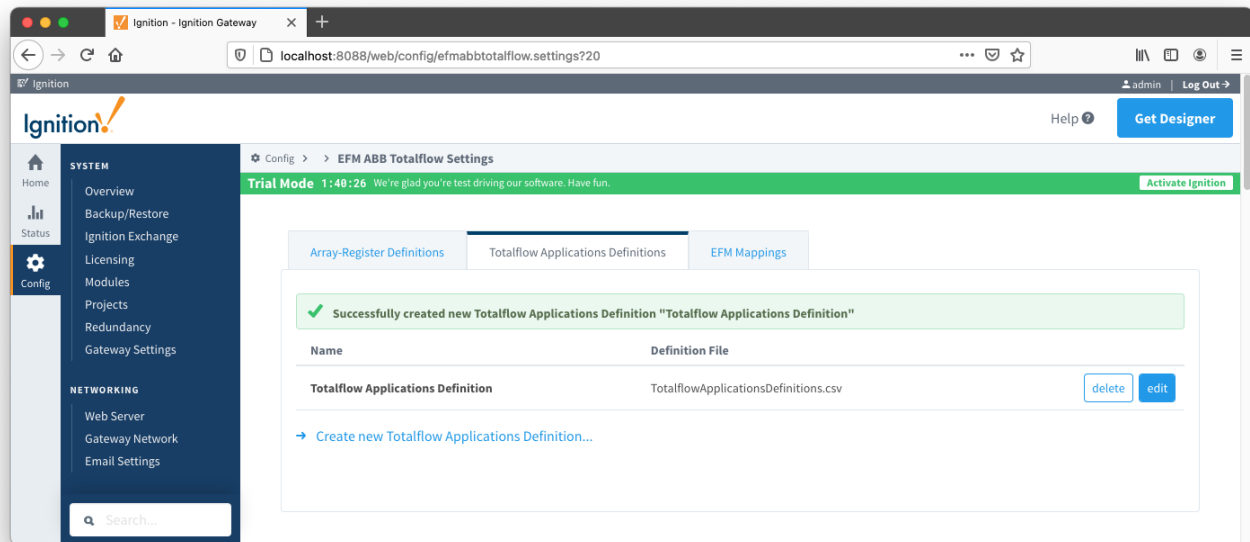 Ignition - Ignition Gateway
localhost:8088/web/config/efmabbtotalflow.settings?20
Ignition
admin | Log Out
Ignition!
Help
Get Designer
Home
Status
Config
SYSTEM
Overview
Backup/Restore
Ignition Exchange
Licensing
Modules
Projects
Redundancy
Gateway Settings
NETWORKING
Web Server
Gateway Network
Email Settings
Search...
Config > > EFM ABB Totalflow Settings
Trial Mode 1:40:26 We're glad you're test driving our software. Have fun.
Activate Ignition
Array-Register Definitions Totalflow Applications Definitions EFM Mappings
Successfully created new Totalflow Applications Definition "Totalflow Applications Definition"
Name Definition File
Totalflow Applications Definition TotalflowApplicationsDefinitions.csv delete edit
Create new Totalflow Applications Definition...